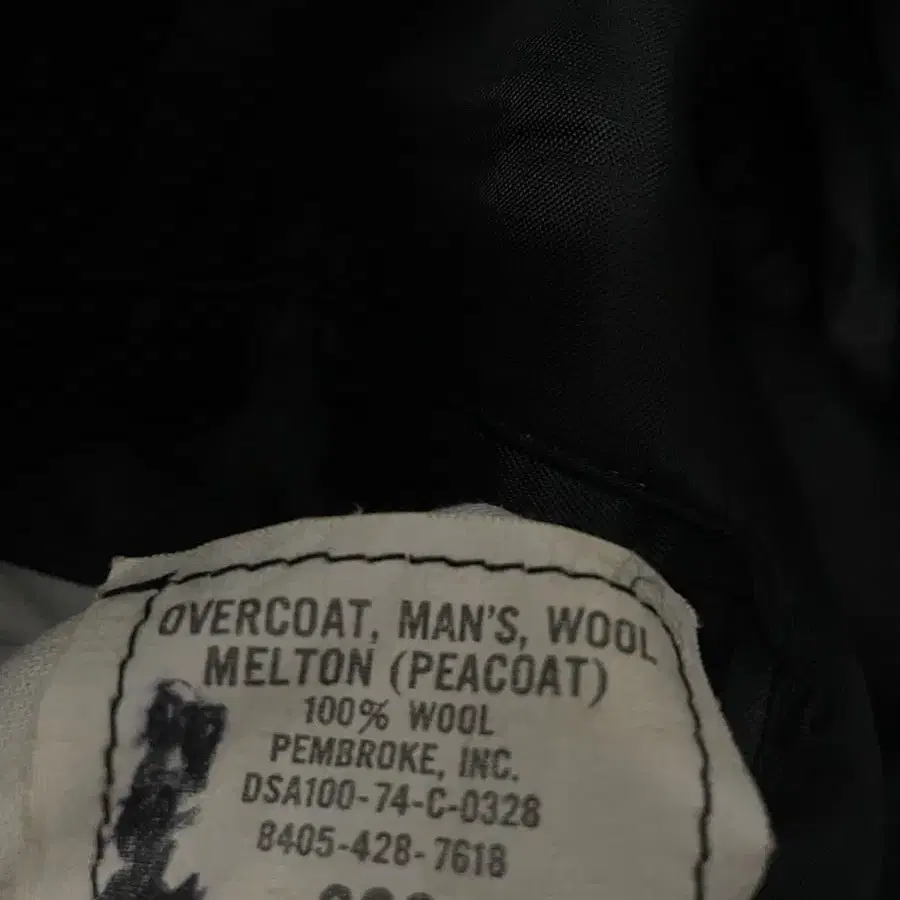 OVERCOAT, MAN'S, WOOL
MELTON (PEACOAT)
100% WOOL
PEMBROKE, INC.
DSA100-74-C-0328
8405-428-7618